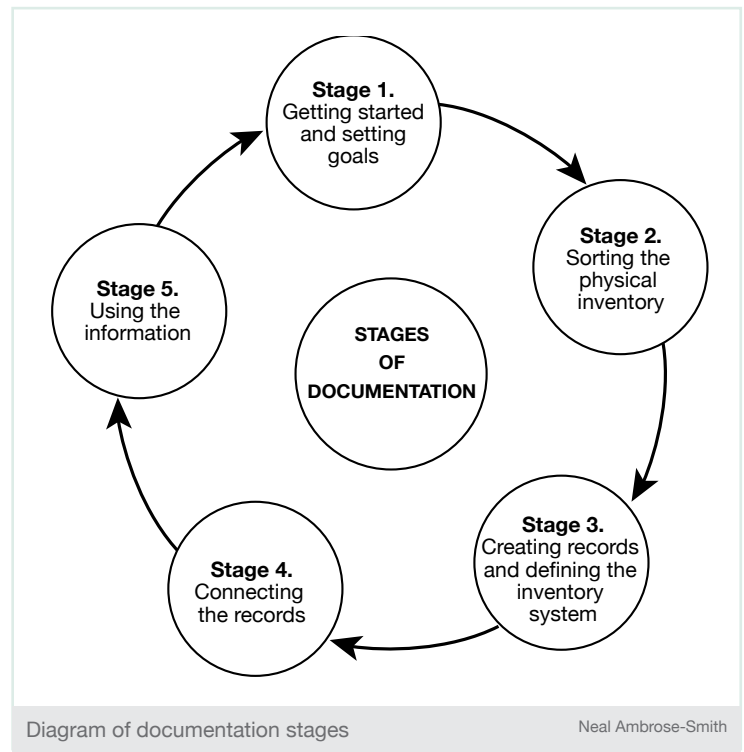 Stage 1.
Getting started
and setting
goals
Stage 2.
Sorting the
physical
inventory
Stage 3.
Creating records
and defining the
inventory
system
Stage 4.
Connecting
the records
Stage 5.
Using the
information
STAGES
OF
DOCUMENTATION
Diagram of documentation stages
Neal Ambrose-Smith